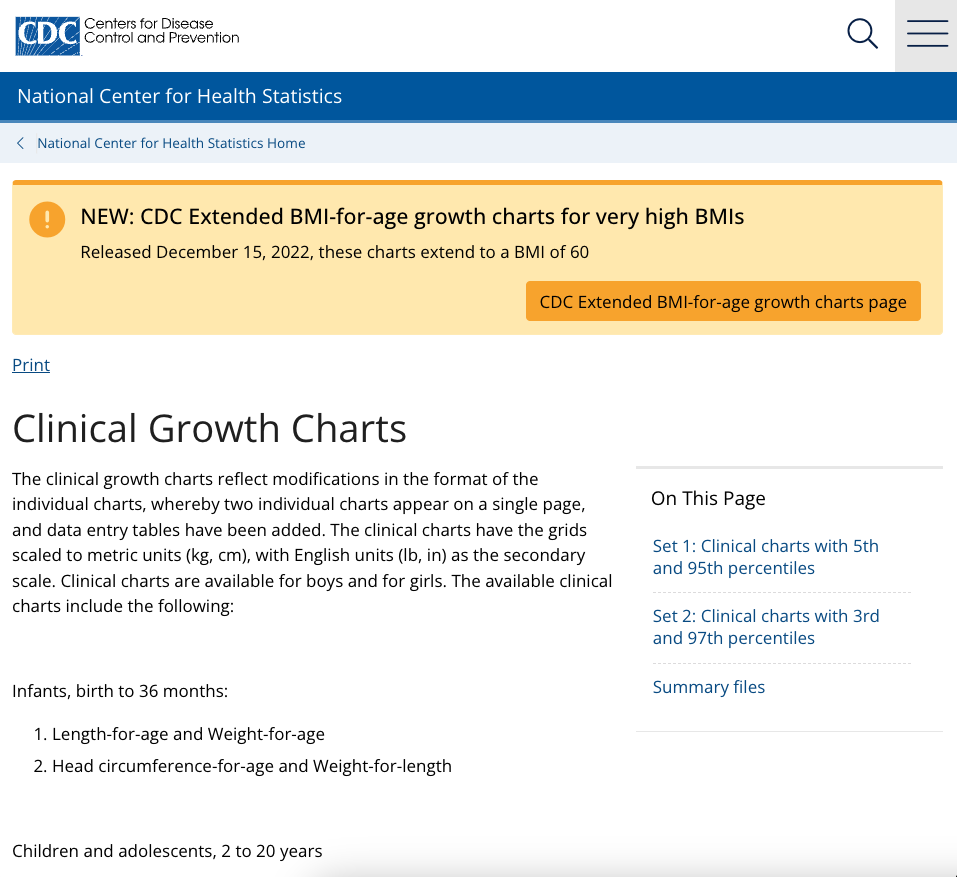 CDC
Centers for Disease
Control and Prevention
National Center for Health Statistics
National Center for Health Statistics Home
NEW: CDC Extended BMI-for-age growth charts for very high BMIs
Released December 15, 2022, these charts extend to a BMI of 60
CDC Extended BMI-for-age growth charts page
Print
Clinical Growth Charts
The clinical growth charts reflect modifications in the format of the
individual charts, whereby two individual charts appear on a single page,
and data entry tables have been added. The clinical charts have the grids
scaled to metric units (kg, cm), with English units (lb, in) as the secondary
scale. Clinical charts are available for boys and for girls. The available clinical
charts include the following:
On This Page
Set 1: Clinical charts with 5th
and 95th percentiles
Set 2: Clinical charts with 3rd
and 97th percentiles
Summary files
Infants, birth to 36 months:
1. Length-for-age and Weight-for-age
2. Head circumference-for-age and Weight-for-length
Children and adolescents, 2 to 20 years